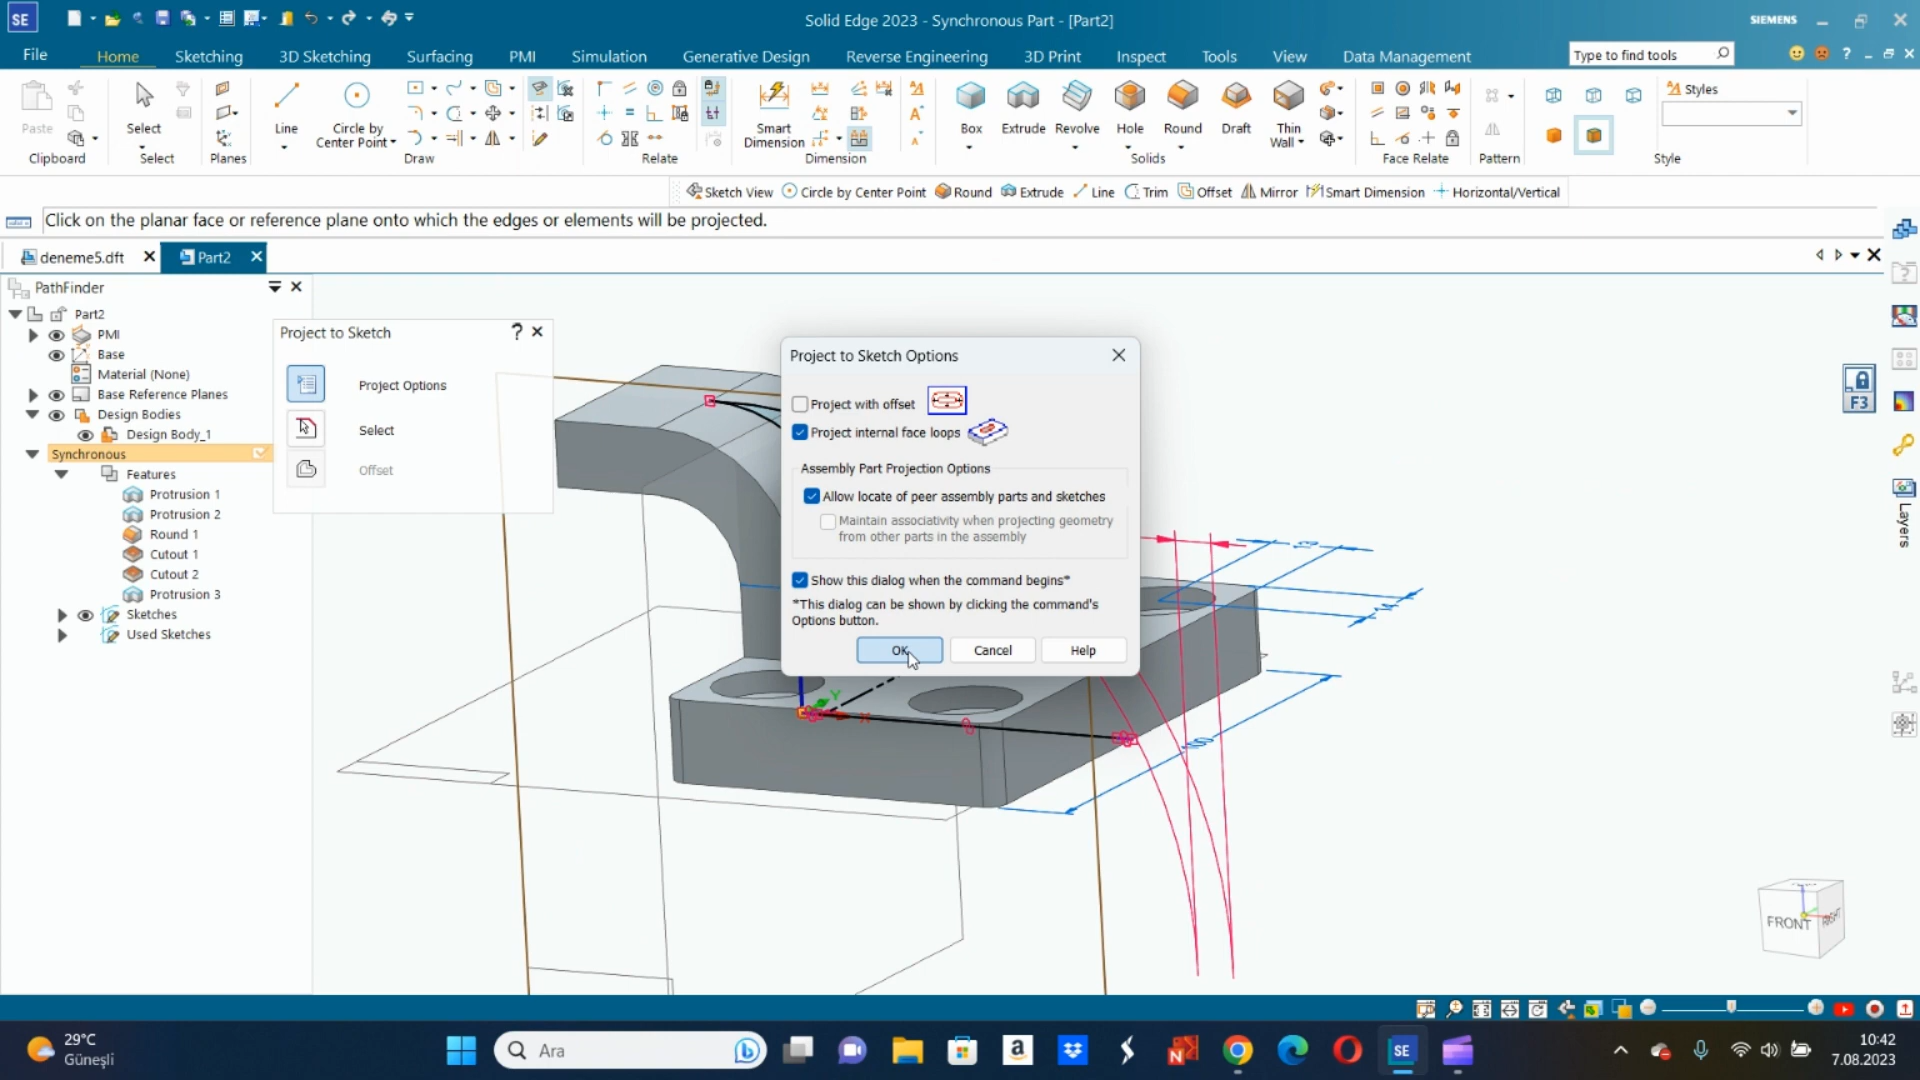 SE
Solid Edge 2023 - Synchronous Part - [Part2]
SIEMENS
File
Home
Sketching
3D Sketching
Surfacing
PMI
Simulation
Generative Design
Reverse Engineering
3D Print
Inspect
Tools
View
Data Management
Type to find tools
Paste
Clipboard
Select
Select
Planes
Line
Circle by
Center Point
Draw
Relate
Smart
Dimension
Dimension
Box
Extrude
Revolve
Hole
Round
Draft
Thin
Wall
Solids
Face Relate
Pattern
Styles
Style
Sketch View
Circle by Center Point
Round
Extrude
Line
Trim
Offset
Mirror
Smart Dimension
Horizontal/Vertical
Click on the planar face or reference plane onto which the edges or elements will be projected.
deneme5.dft
Part2
PathFinder
Part2
PMI
Base
Material (None)
Base Reference Planes
Design Bodies
Design Body_1
Synchronous
Features
Protrusion 1
Protrusion 2
Round 1
Cutout 1
Cutout 2
Protrusion 3
Sketches
Used Sketches
Project to Sketch
?
Project Options
Select
Offset
Project to Sketch Options
Project with offset
Project internal face loops
Assembly Part Projection Options
Allow locate of peer assembly parts and sketches
Maintain associativity when projecting geometry
from other parts in the assembly
Show this dialog when the command begins*
*This dialog can be shown by clicking the command's
Options button.
OK
Cancel
Help
Y
X
F3
Layers
FRONT
RIGHT
29°C
Güneşli
Ara
SE
10:42
7.08.2023